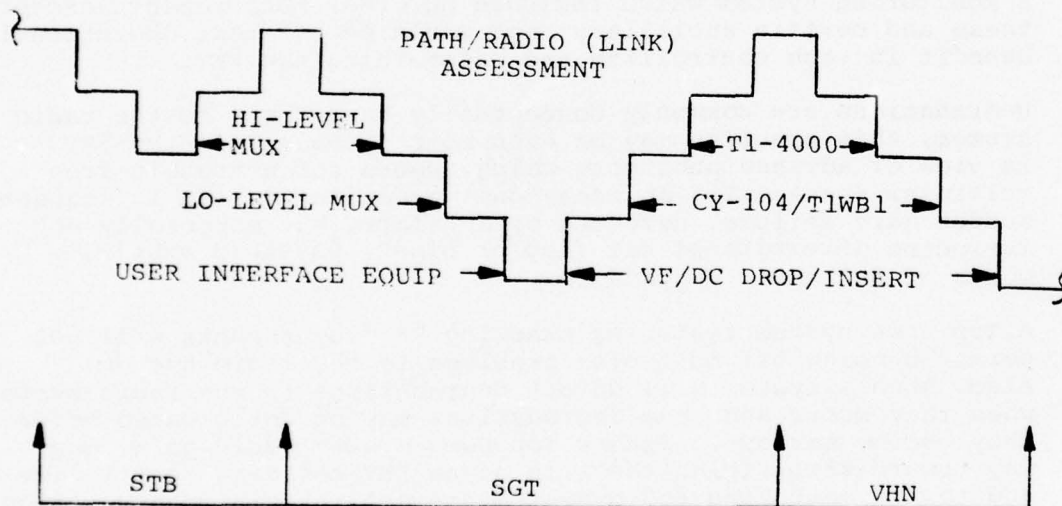 PATH/RADIO (LINK)
ASSESSMENT
HI-LEVEL
MUX
T1-4000
LO-LEVEL MUX
CY-104/T1WB1
USER INTERFACE EQUIP
VF/DC DROP/INSERT
STB
SGT
VHN